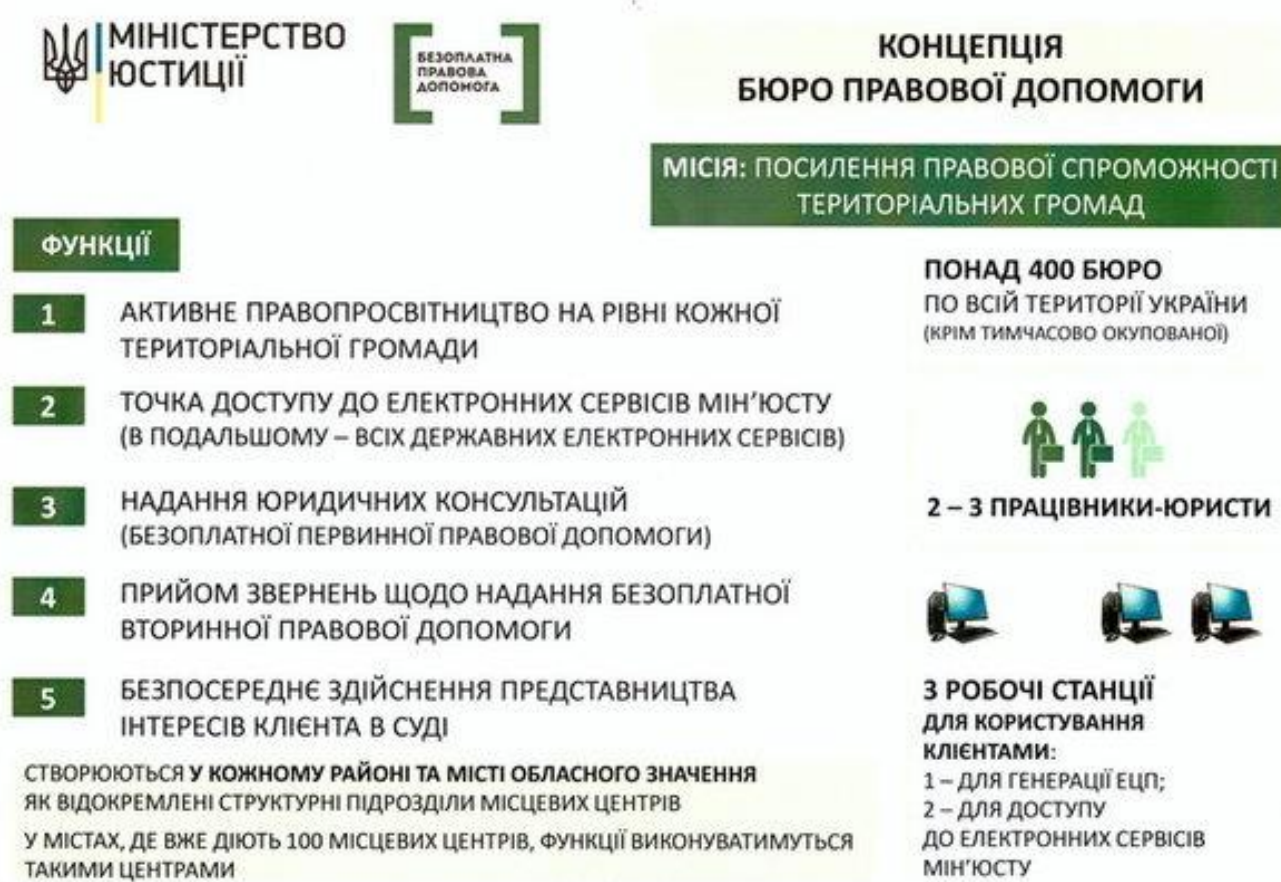 МІНІСТЕРСТВО
ЮСТИЦІЇ
БЕЗОПЛАТНА
ПРАВОВА
ДОПОМОГА
КОНЦЕПЦІЯ
БЮРО ПРАВОВОЇ ДОПОМОГИ
МІСІЯ: ПОСИЛЕННЯ ПРАВОВОЇ СПРОМОЖНОСТІ
ТЕРИТОРІАЛЬНИХ ГРОМАД
ФУНКЦІЇ
1 АКТИВНЕ ПРАВОПРОСВІТНИЦТВО НА РІВНІ КОЖНОЇ
ТЕРИТОРІАЛЬНОЇ ГРОМАДИ
2 ТОЧКА ДОСТУПУ ДО ЕЛЕКТРОННИХ СЕРВІСІВ МІН'ЮСТУ
(В ПОДАЛЬШОМУ – ВСІХ ДЕРЖАВНИХ ЕЛЕКТРОННИХ СЕРВІСІВ)
3 НАДАННЯ ЮРИДИЧНИХ КОНСУЛЬТАЦІЙ
(БЕЗОПЛАТНОЇ ПЕРВИННОЇ ПРАВОВОЇ ДОПОМОГИ)
4 ПРИЙОМ ЗВЕРНЕНЬ ЩОДО НАДАННЯ БЕЗОПЛАТНОЇ
ВТОРИННОЇ ПРАВОВОЇ ДОПОМОГИ
5 БЕЗПОСЕРЕДНЄ ЗДІЙСНЕННЯ ПРЕДСТАВНИЦТВА
ІНТЕРЕСІВ КЛІЄНТА В СУДІ
СТВОРЮЮТЬСЯ У КОЖНОМУ РАЙОНІ ТА МІСТІ ОБЛАСНОГО ЗНАЧЕННЯ
ЯК ВІДОКРЕМЛЕНІ СТРУКТУРНІ ПІДРОЗДІЛИ МІСЦЕВИХ ЦЕНТРІВ
У МІСТАХ, ДЕ ВЖЕ ДІЮТЬ 100 МІСЦЕВИХ ЦЕНТРІВ, ФУНКЦІЇ ВИКОНУВАТИМУТЬСЯ
ТАКИМИ ЦЕНТРАМИ
ПОНАД 400 БЮРО
ПО ВСІЙ ТЕРИТОРІЇ УКРАЇНИ
(КРІМ ТИМЧАСОВО ОКУПОВАНОЇ)
2 – 3 ПРАЦІВНИКИ-ЮРИСТИ
3 РОБОЧІ СТАНЦІЇ
ДЛЯ КОРИСТУВАННЯ
КЛІЄНТАМИ:
1 – ДЛЯ ГЕНЕРАЦІЇ ЕЦП;
2 – ДЛЯ ДОСТУПУ
ДО ЕЛЕКТРОННИХ СЕРВІСІВ
МІН'ЮСТУ